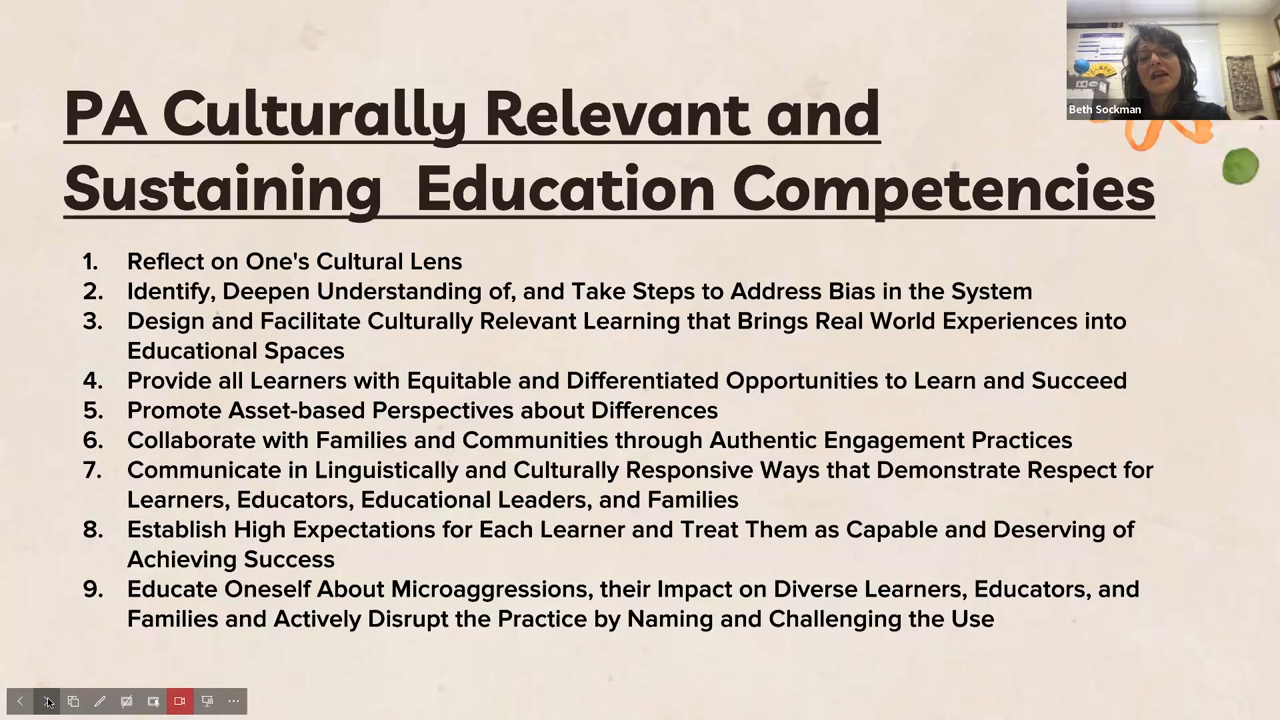 Beth Sockman
PA Culturally Relevant and
Sustaining Education Competencies
1. Reflect on One's Cultural Lens
2. Identify, Deepen Understanding of, and Take Steps to Address Bias in the System
3. Design and Facilitate Culturally Relevant Learning that Brings Real World Experiences into
Educational Spaces
4. Provide all Learners with Equitable and Differentiated Opportunities to Learn and Succeed
5. Promote Asset-based Perspectives about Differences
6. Collaborate with Families and Communities through Authentic Engagement Practices
7. Communicate in Linguistically and Culturally Responsive Ways that Demonstrate Respect for
Learners, Educators, Educational Leaders, and Families
8. Establish High Expectations for Each Learner and Treat Them as Capable and Deserving of
Achieving Success
9. Educate Oneself About Microaggressions, their Impact on Diverse Learners, Educators, and
Families and Actively Disrupt the Practice by Naming and Challenging the Use